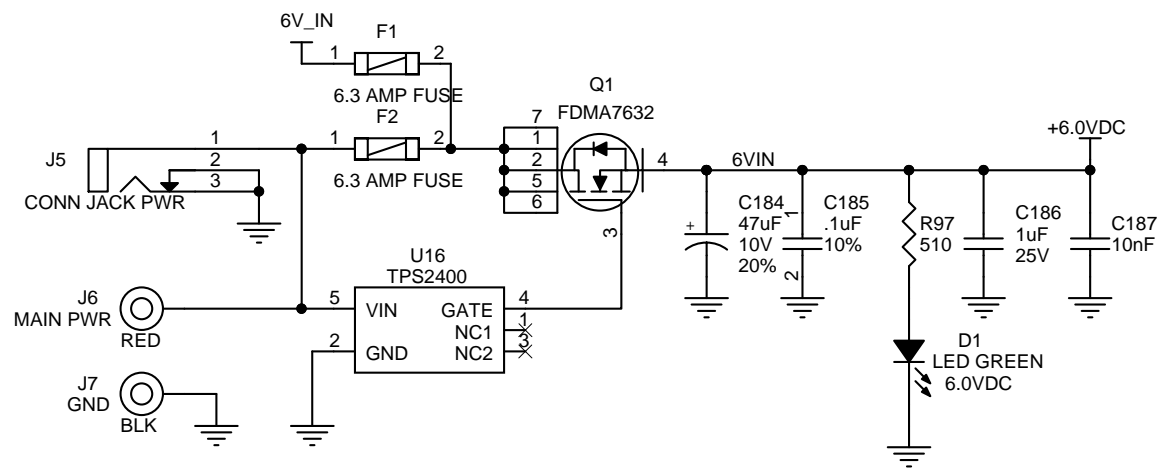 6V_IN
F1
1
2
6.3 AMP FUSE
F2
1
2
6.3 AMP FUSE
J5
1
2
3
CONN JACK PWR
Q1
FDMA7632
7
1
2
5
6
4
3
6VIN
+6.0VDC
C184
47uF
10V
20%
+
C185
.1uF
10%
1
2
R97
510
C186
1uF
25V
C187
10nF
U16
TPS2400
5
VIN
GATE
4
NC1
1
2
GND
NC2
3
J6
MAIN PWR
RED
J7
GND
BLK
D1
LED GREEN
6.0VDC